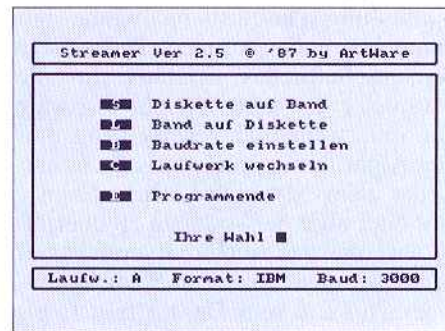 Streamer Ver 2.5 © '87 by ArtWare
Diskette auf Band
Band auf Diskette
Baudrate einstellen
Laufwerk wechseln
Programmende
Ihre Wahl
Laufw.: A Format: IBM Baud: 3000